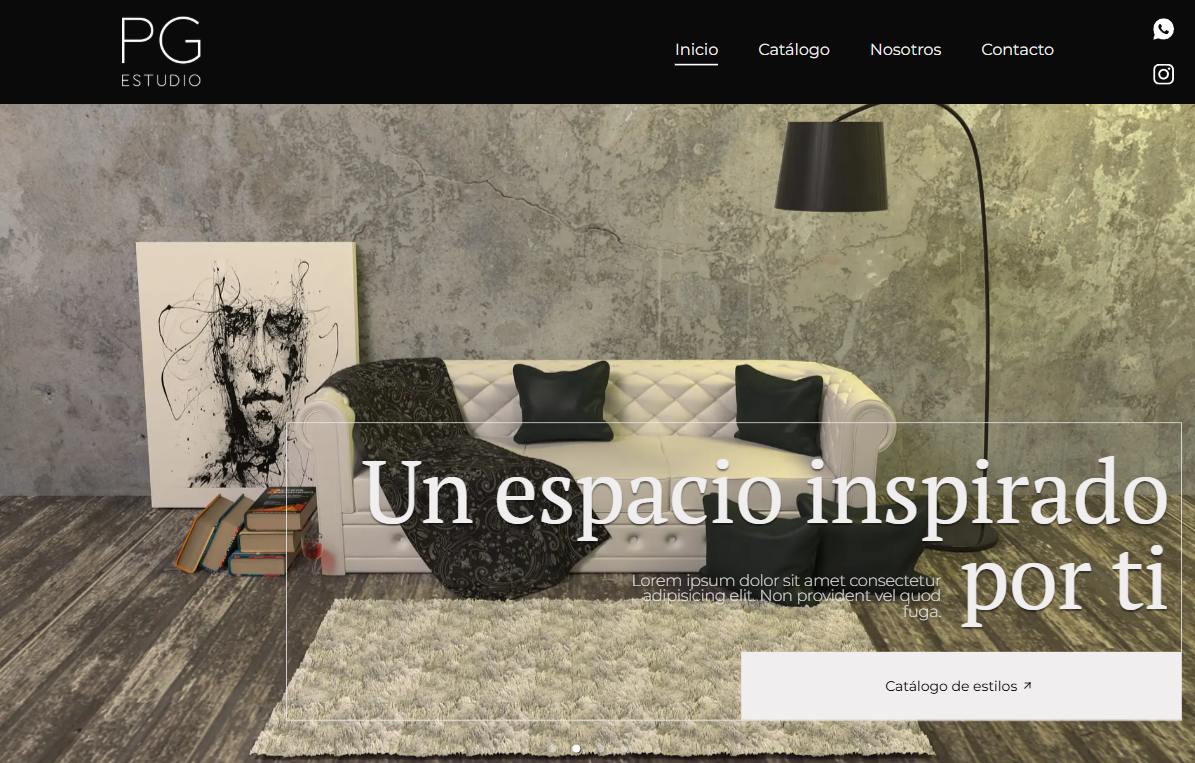 PG
ESTUDIO
Inicio
Catálogo
Nosotros
Contacto
Un espacio inspirado
por ti
Lorem ipsum dolor sit amet consectetur
adipisicing elit. Non provident vel quod
fuga.
Catálogo de estilos ↗